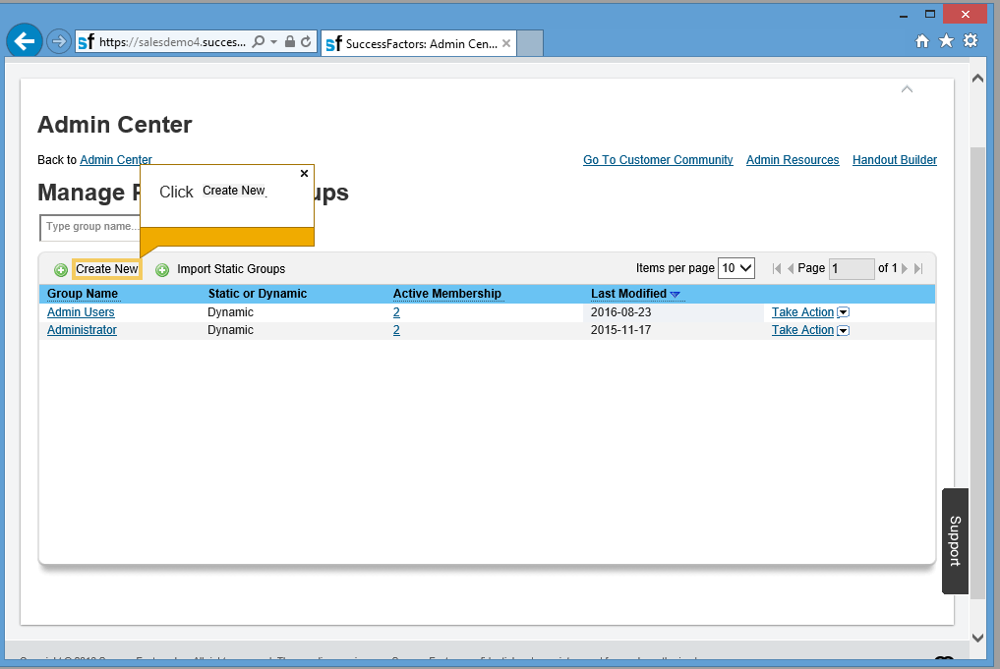 sf https://salesdemo4.succes...
sf SuccessFactors: Admin Cen...
Admin Center
Back to Admin Center
Go To Customer Community Admin Resources Handout Builder
Click Create New.
Manage
ups
Type group name...
Create New Import Static Groups Items per page 10 Page 1 of 1
Group Name Static or Dynamic Active Membership Last Modified
Admin Users Dynamic 2 2016-08-23 Take Action
Administrator Dynamic 2 2015-11-17 Take Action
Support